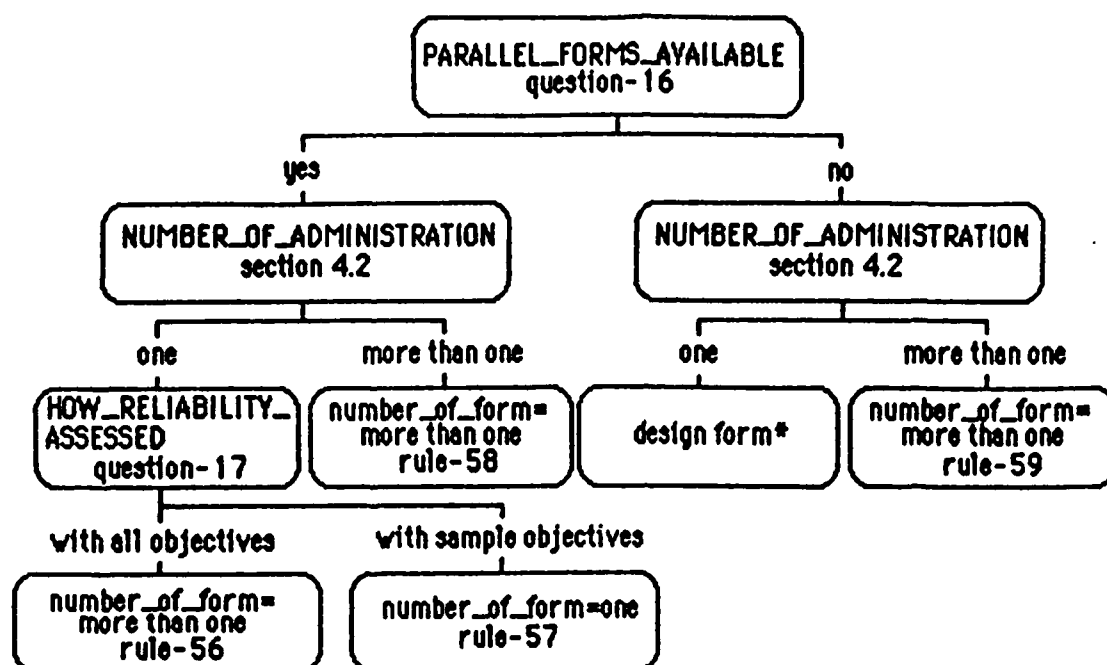 PARALLEL_FORMS_AVAILABLE
question-16
yes
no
NUMBER_OF_ADMINISTRATION
section 4.2
NUMBER_OF_ADMINISTRATION
section 4.2
one
more than one
one
more than one
HOW_RELIABILITY_
ASSESSED
question-17
number_of_form=
more than one
rule-58
design form*
number_of_form=
more than one
rule-59
with all objectives
with sample objectives
number_of_form=
more than one
rule-56
number_of_form=one
rule-57